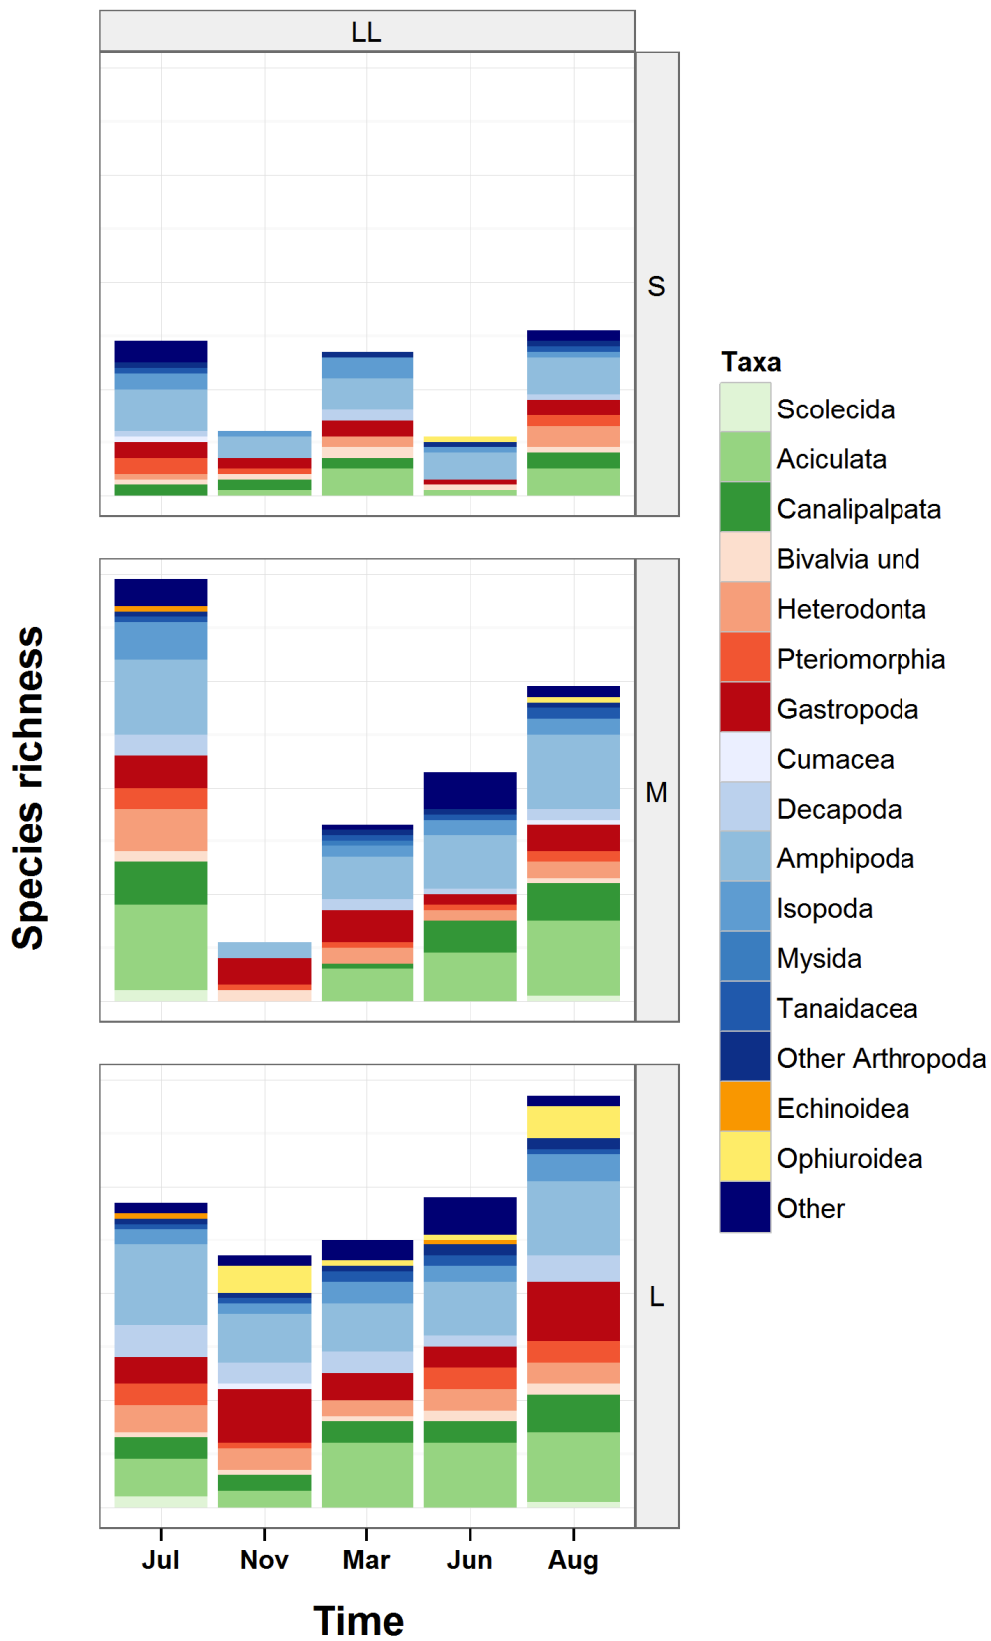 LL
S
M
L
Species richness
Jul
Nov
Mar
Jun
Aug
Time
Taxa
Scolecida
Aciculata
Canalipalpata
Bivalvia und
Heterodonta
Pteriomorphia
Gastropoda
Cumacea
Decapoda
Amphipoda
Isopoda
Mysida
Tanaidacea
Other Arthropoda
Echinoidea
Ophiuroidea
Other